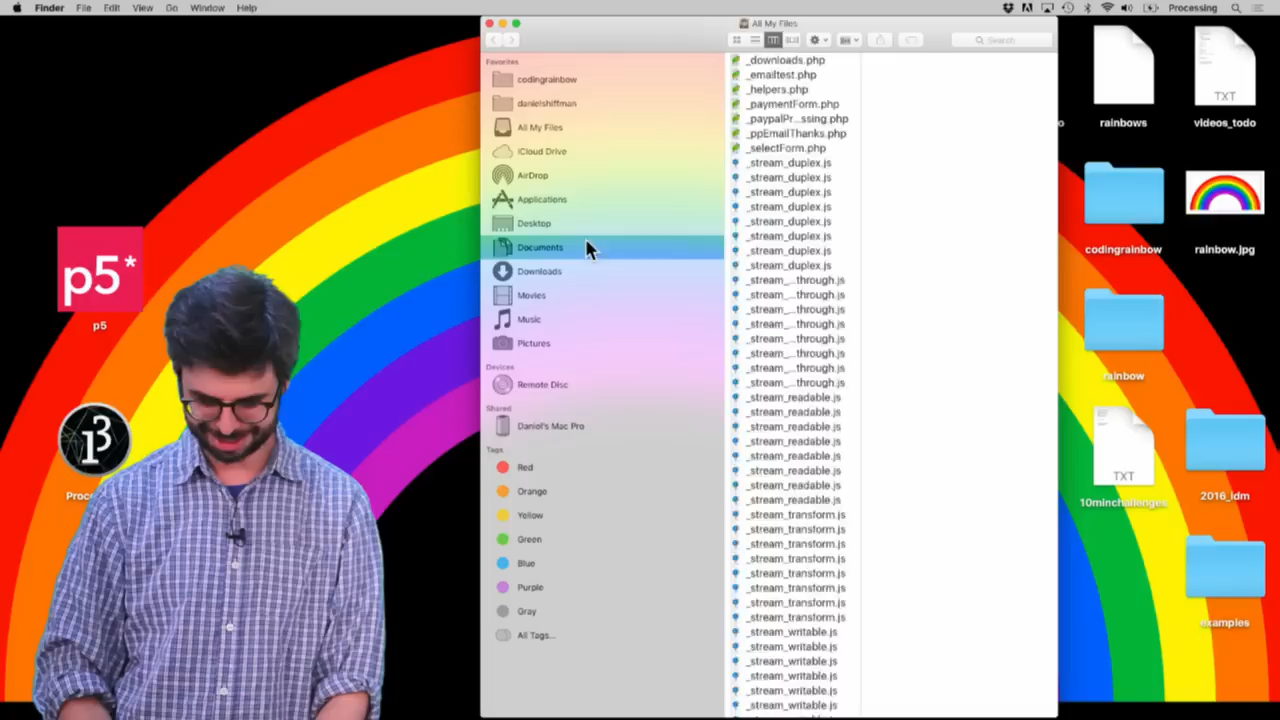 Finder File Edit View Go Window Help Processing
All My Files
Search
Favorites
codingrainbow
danielshiffman
All My Files
iCloud Drive
AirDrop
Applications
Desktop
Documents
Downloads
Movies
Music
Pictures
Devices
Remote Disc
Shared
Daniel's Mac Pro
Tags
Red
Orange
Yellow
Green
Blue
Purple
Gray
All Tags...
_downloads.php
_emailtest.php
_helpers.php
_paymentForm.php
_paypalPr...ssing.php
_ppEmailThanks.php
_selectForm.php
_stream_duplex.js
_stream_duplex.js
_stream_duplex.js
_stream_duplex.js
_stream_duplex.js
_stream_duplex.js
_stream_duplex.js
_stream_duplex.js
_stream_...through.js
_stream_...through.js
_stream_...through.js
_stream_...through.js
_stream_...through.js
_stream_...through.js
_stream_...through.js
_stream_...through.js
_stream_readable.js
_stream_readable.js
_stream_readable.js
_stream_readable.js
_stream_readable.js
_stream_readable.js
_stream_readable.js
_stream_readable.js
_stream_transform.js
_stream_transform.js
_stream_transform.js
_stream_transform.js
_stream_transform.js
_stream_transform.js
_stream_transform.js
_stream_transform.js
_stream_writable.js
_stream_writable.js
_stream_writable.js
_stream_writable.js
_stream_writable.js
_stream_writable.js
p5*
p5
i3
Proc
rainbows
TXT
videos_todo
codingrainbow
rainbow.jpg
rainbow
TXT
10minchallenges
2016_idm
examples